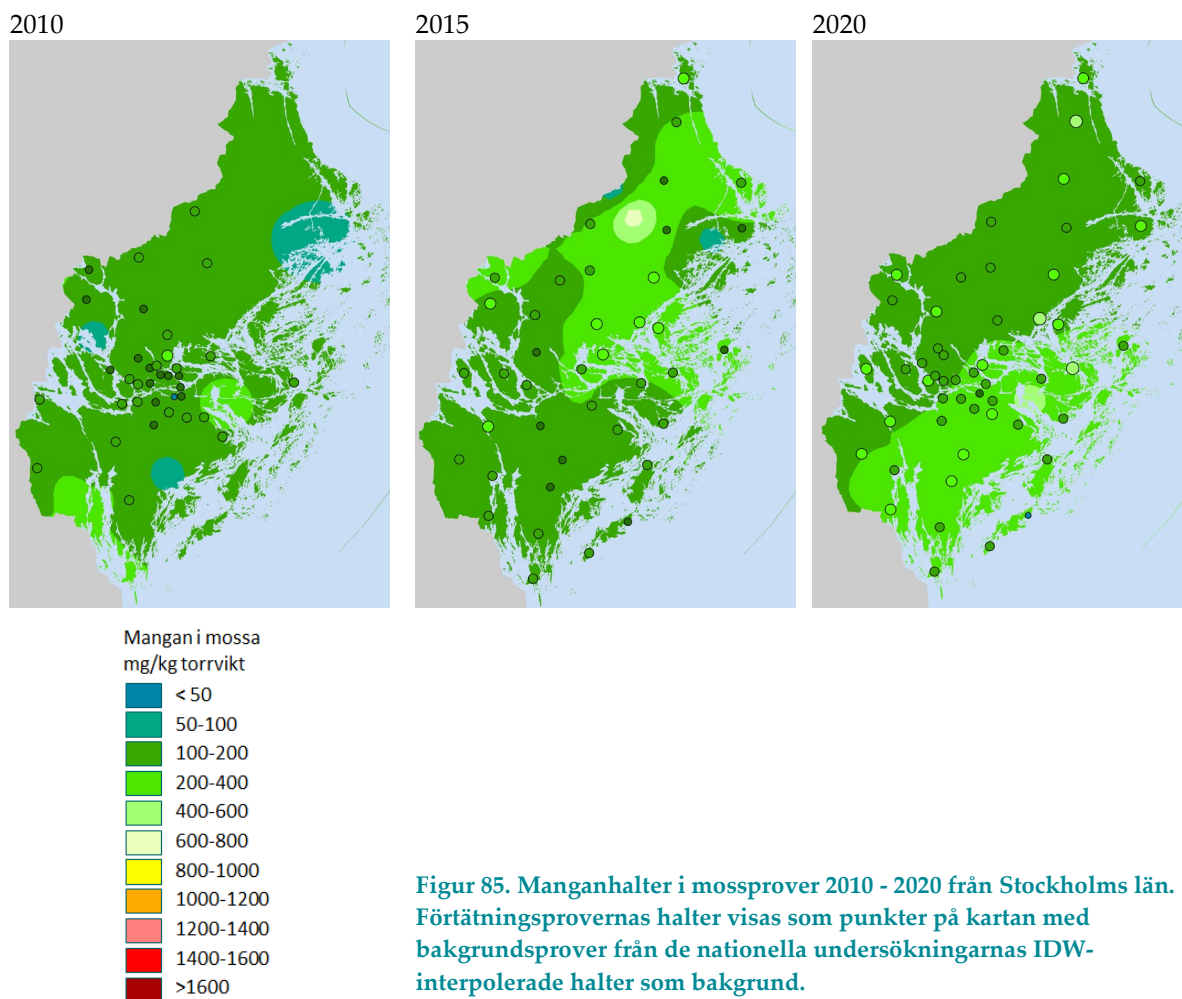 2010
2015
2020
Mangan i mossa
mg/kg torrvikt
< 50
50-100
100-200
200-400
400-600
600-800
800-1000
1000-1200
1200-1400
1400-1600
>1600
Figur 85. Manganhalter i mossprover 2010 - 2020 från Stockholms län.
Förtätningsprovernas halter visas som punkter på kartan med
bakgrundsprover från de nationella undersökningarnas IDW-
interpolerade halter som bakgrund.